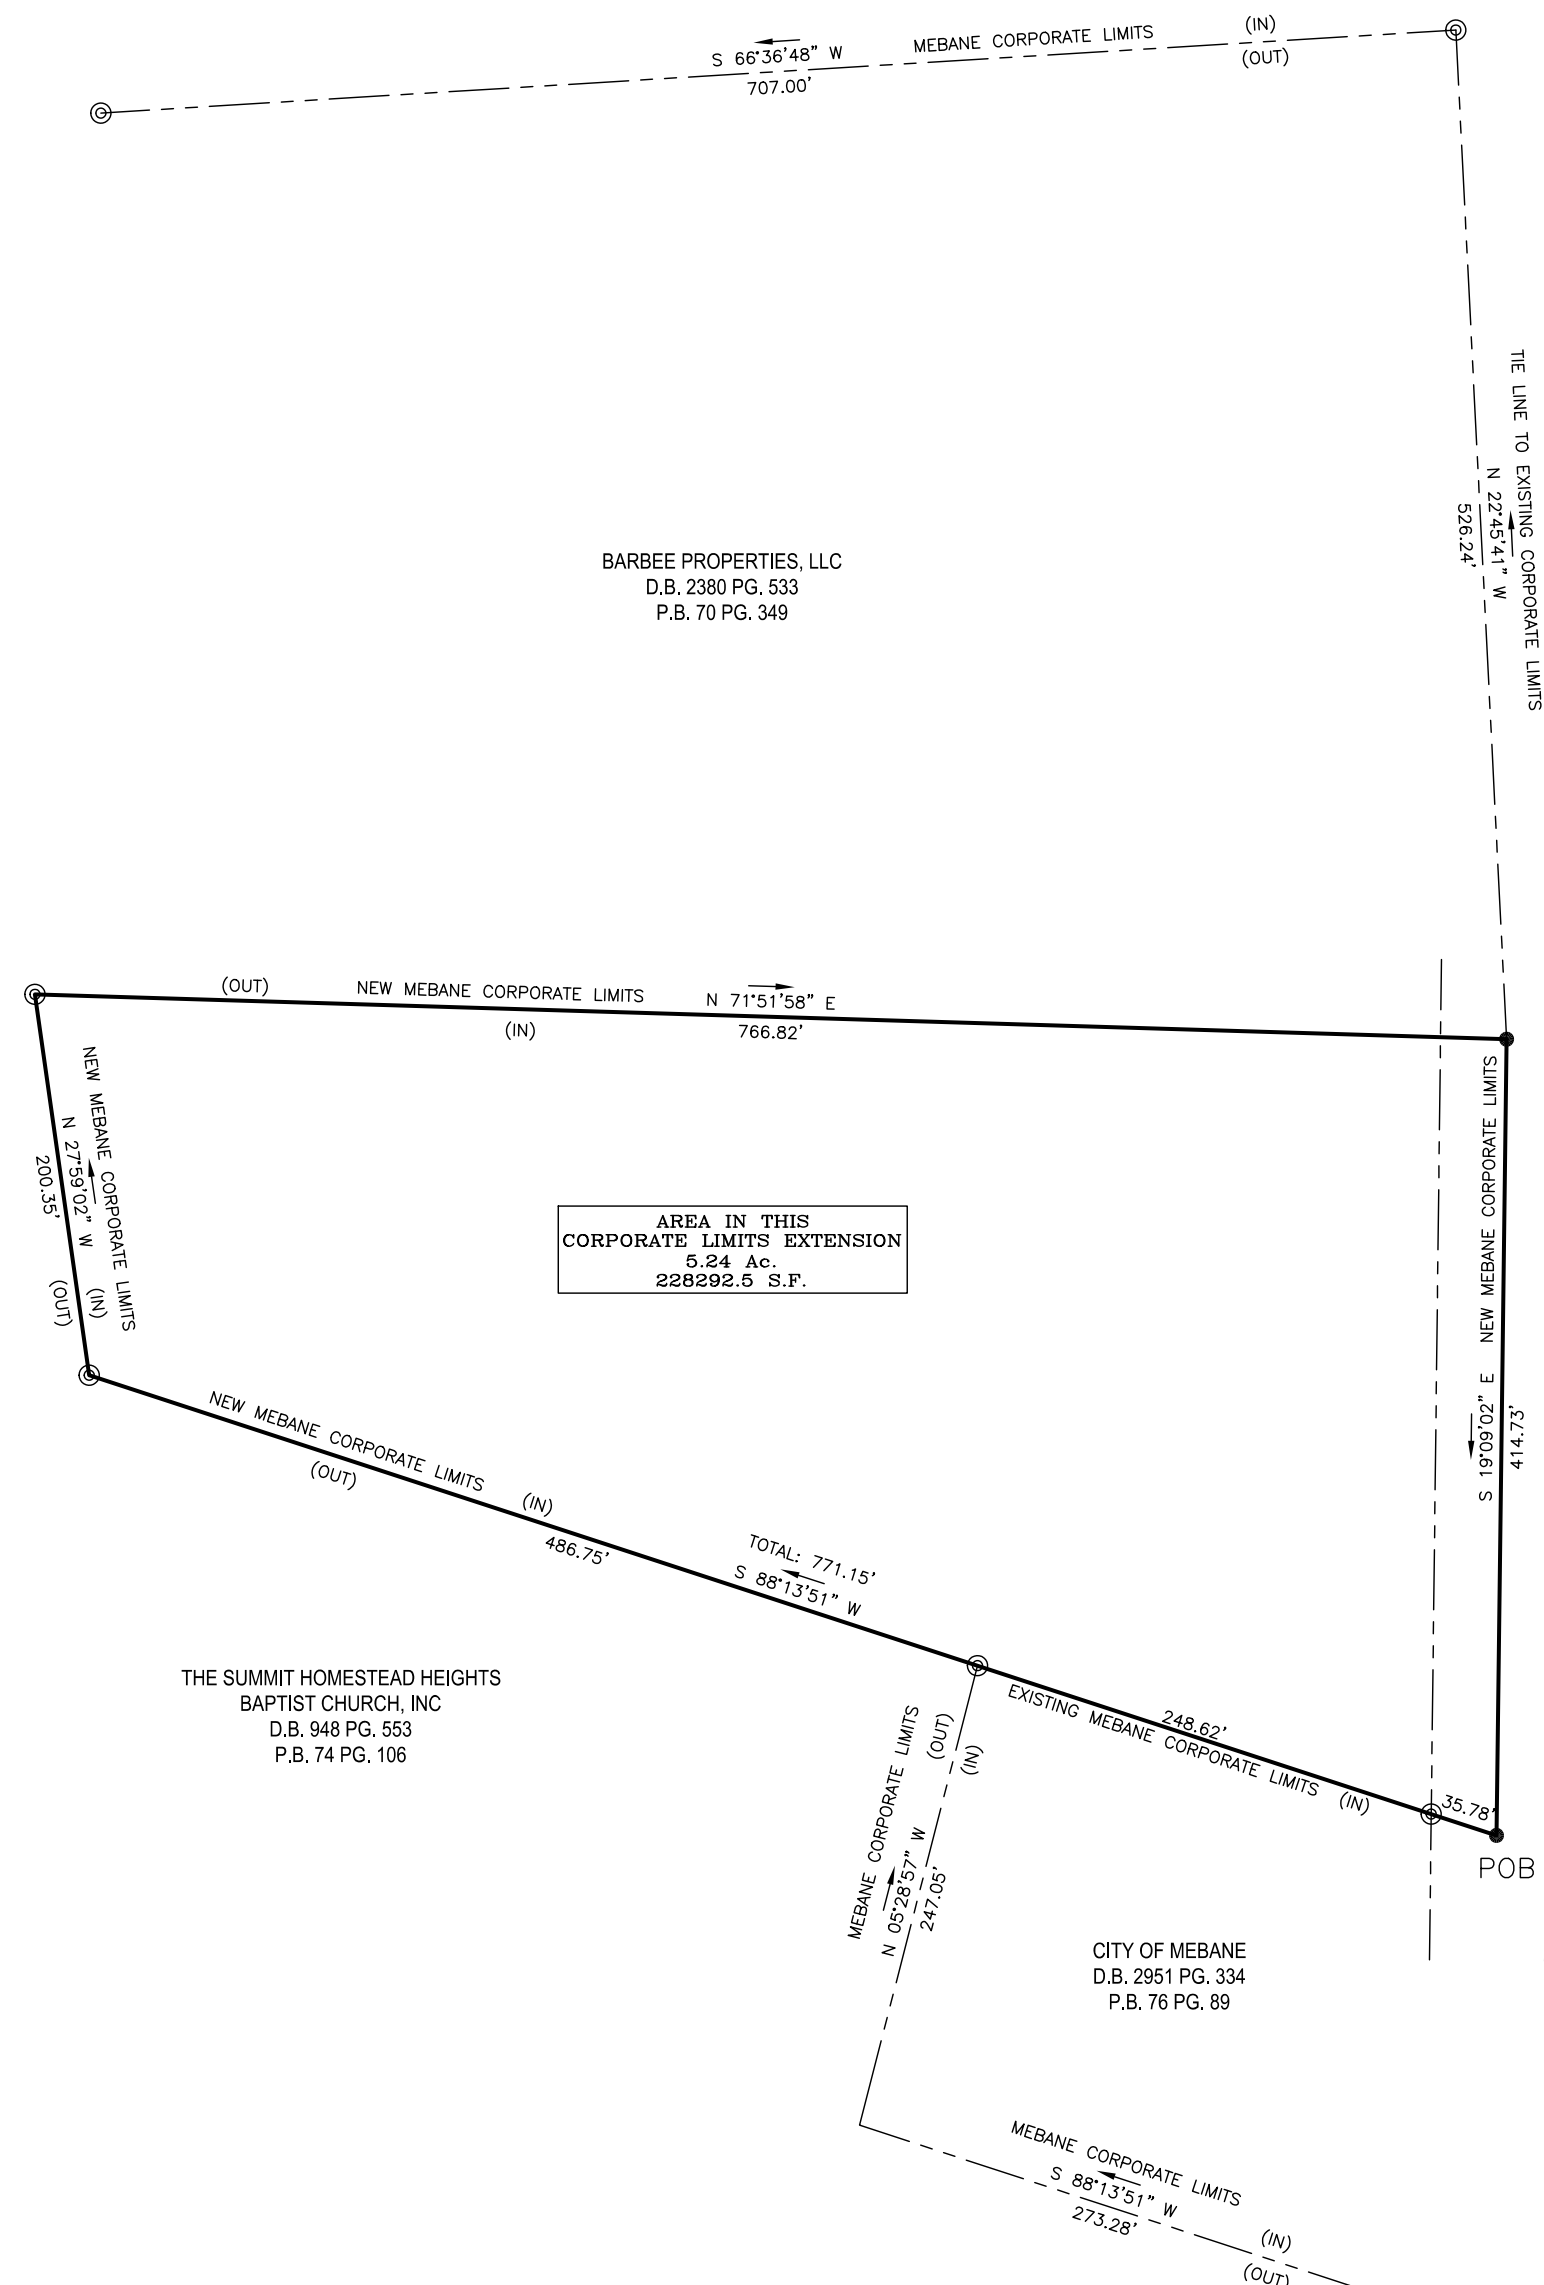 S 66°36'48" W
MEBANE CORPORATE LIMITS
(IN)
(OUT)
707.00'
TIE LINE TO EXISTING CORPORATE LIMITS
N 22°45'41" W
526.24'
BARBEE PROPERTIES, LLC
D.B. 2380 PG. 533
P.B. 70 PG. 349
(OUT)
NEW MEBANE CORPORATE LIMITS
N 71°51'58" E
(IN)
766.82'
NEW MEBANE CORPORATE LIMITS
N 27°59'02" W
(IN)
200.35'
(OUT)
AREA IN THIS
CORPORATE LIMITS EXTENSION
5.24 Ac.
228292.5 S.F.
S 19°09'02" E NEW MEBANE CORPORATE LIMITS
414.73'
NEW MEBANE CORPORATE LIMITS
(IN)
(OUT)
486.75'
TOTAL: 771.15'
S 88°13'51" W
THE SUMMIT HOMESTEAD HEIGHTS
BAPTIST CHURCH, INC
D.B. 948 PG. 553
P.B. 74 PG. 106
248.62'
EXISTING MEBANE CORPORATE LIMITS
(IN)
35.78'
POB
MEBANE CORPORATE LIMITS
(OUT)
(IN)
N 05°28'57" W
247.05'
CITY OF MEBANE
D.B. 2951 PG. 334
P.B. 76 PG. 89
MEBANE CORPORATE LIMITS
S 88°13'51" W
273.28'
(IN)
(OUT)